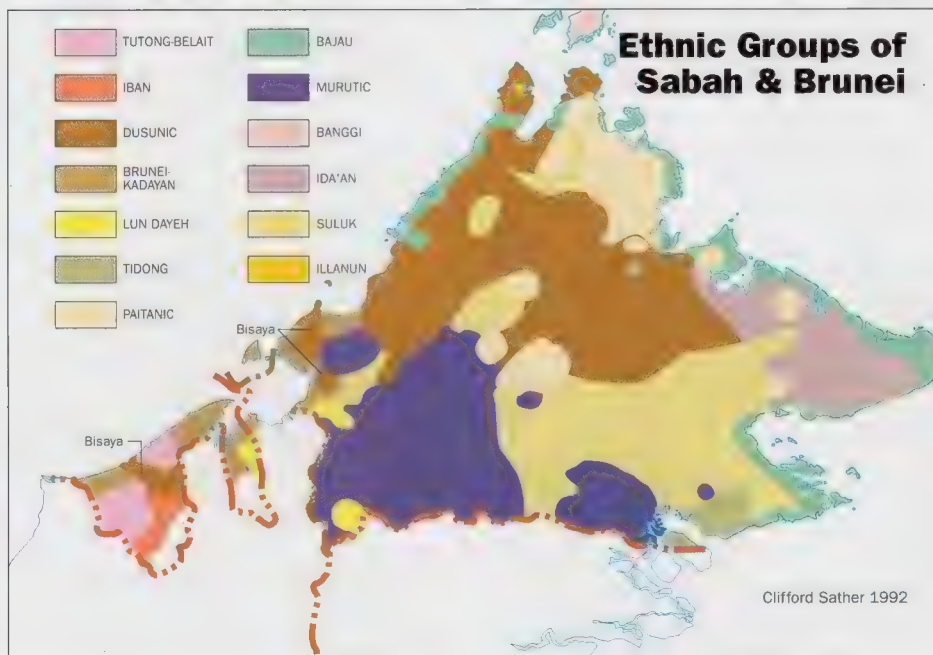 Ethnic Groups of
Sabah & Brunei
TUTONG-BELAIT
IBAN
DUSUNIC
BRUNEI-
KADAYAN
LUN DAYEH
TIDONG
PAITANIC
BAJAU
MURUTIC
BANGGI
IDA'AN
SULUK
ILLANUN
Bisaya
Bisaya
Clifford Sather 1992